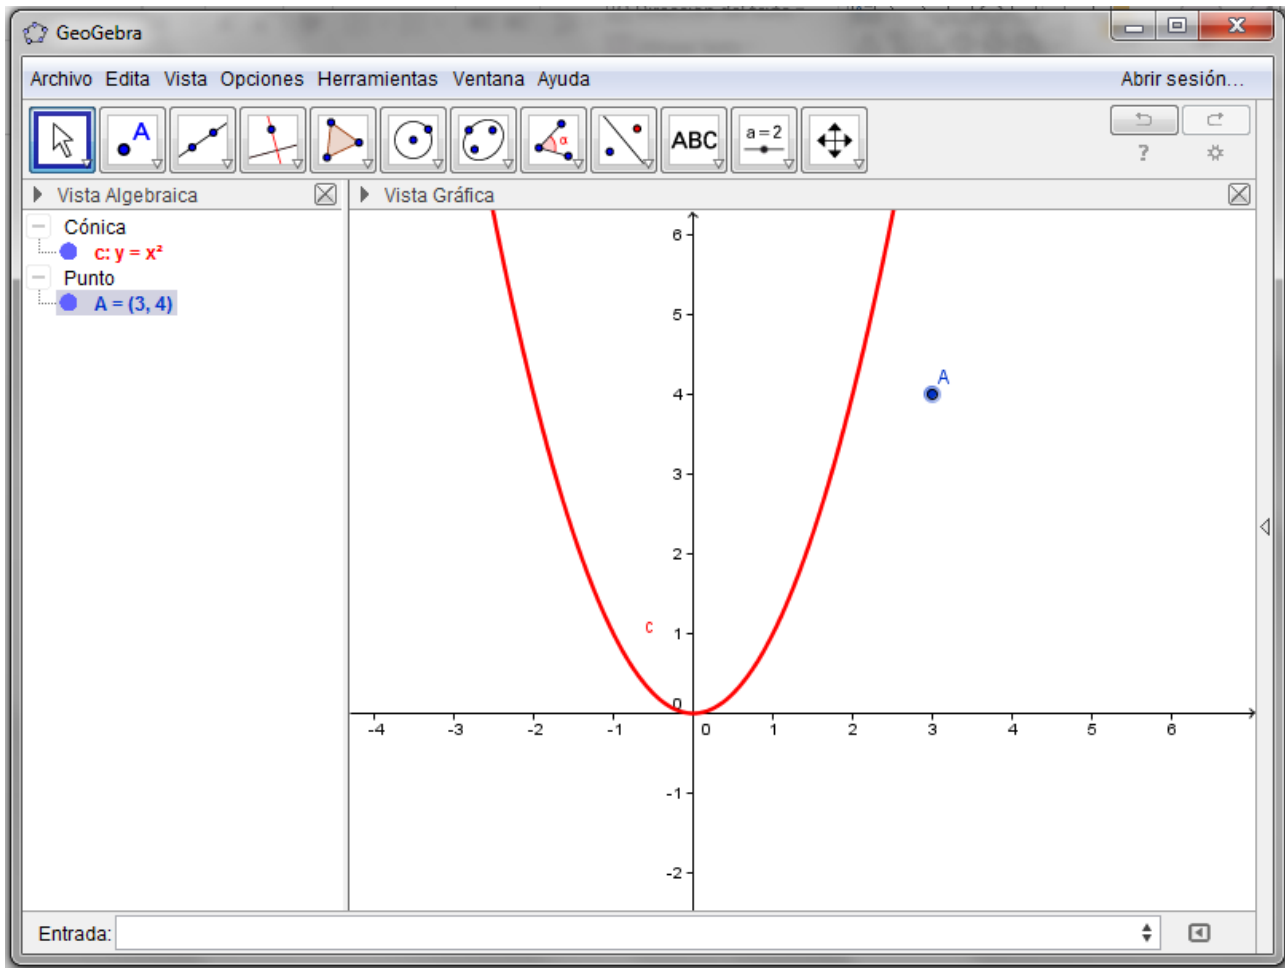 GeoGebra
Archivo Edita Vista Opciones Herramientas Ventana Ayuda Abrir sesión...
A α ABC a=2 ?
Vista Algebraica Vista Gráfica
Cónica
c: y = x²
Punto
A = (3, 4)
6
5
A
4
3
2
c
1
0
-4 -3 -2 -1 0 1 2 3 4 5 6
-1
-2
Entrada: